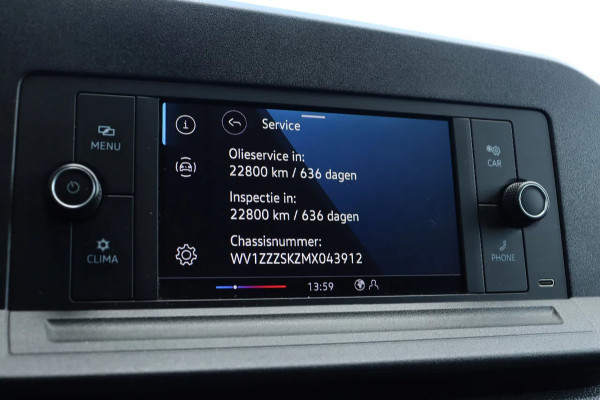 MENU
CLIMA
Service
Olieservice in:
22800 km / 636 dagen
Inspectie in:
22800 km / 636 dagen
Chassisnummer:
WV1ZZZSKZMX043912
13:59
CAR
PHONE